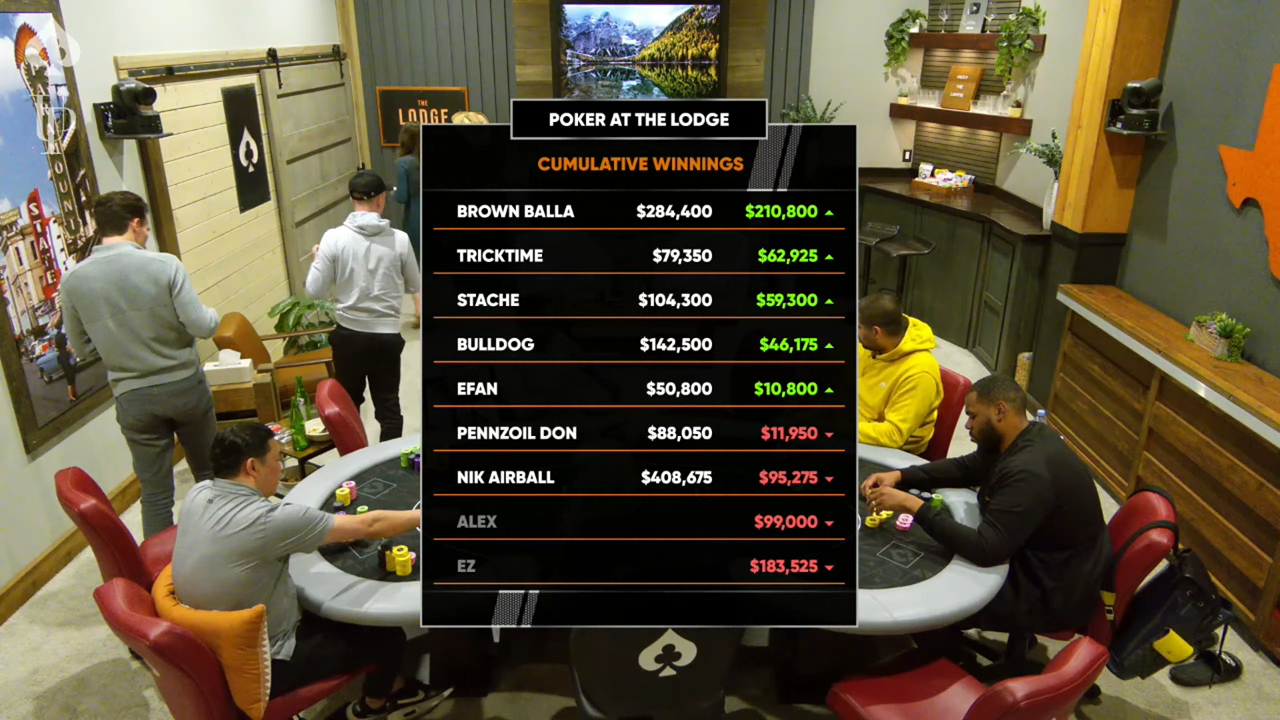 POKER AT THE LODGE
CUMULATIVE WINNINGS
BROWN BALLA $284,400 $210,800
TRICKTIME $79,350 $62,925
STACHE $104,300 $59,300
BULLDOG $142,500 $46,175
EFAN $50,800 $10,800
PENNZOIL DON $88,050 $11,950
NIK AIRBALL $408,675 $95,275
ALEX $99,000
EZ $183,525
THE
LODGE
STATE